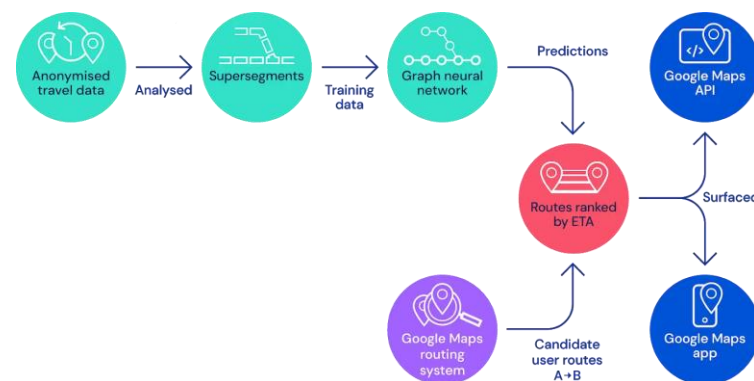 Anonymised
travel data
Analysed
Supersegments
Training
data
Graph neural
network
Predictions
</>
Google Maps
API
Routes ranked
by ETA
Surfaced
Google Maps
routing
system
Candidate
user routes
A→B
Google Maps
app